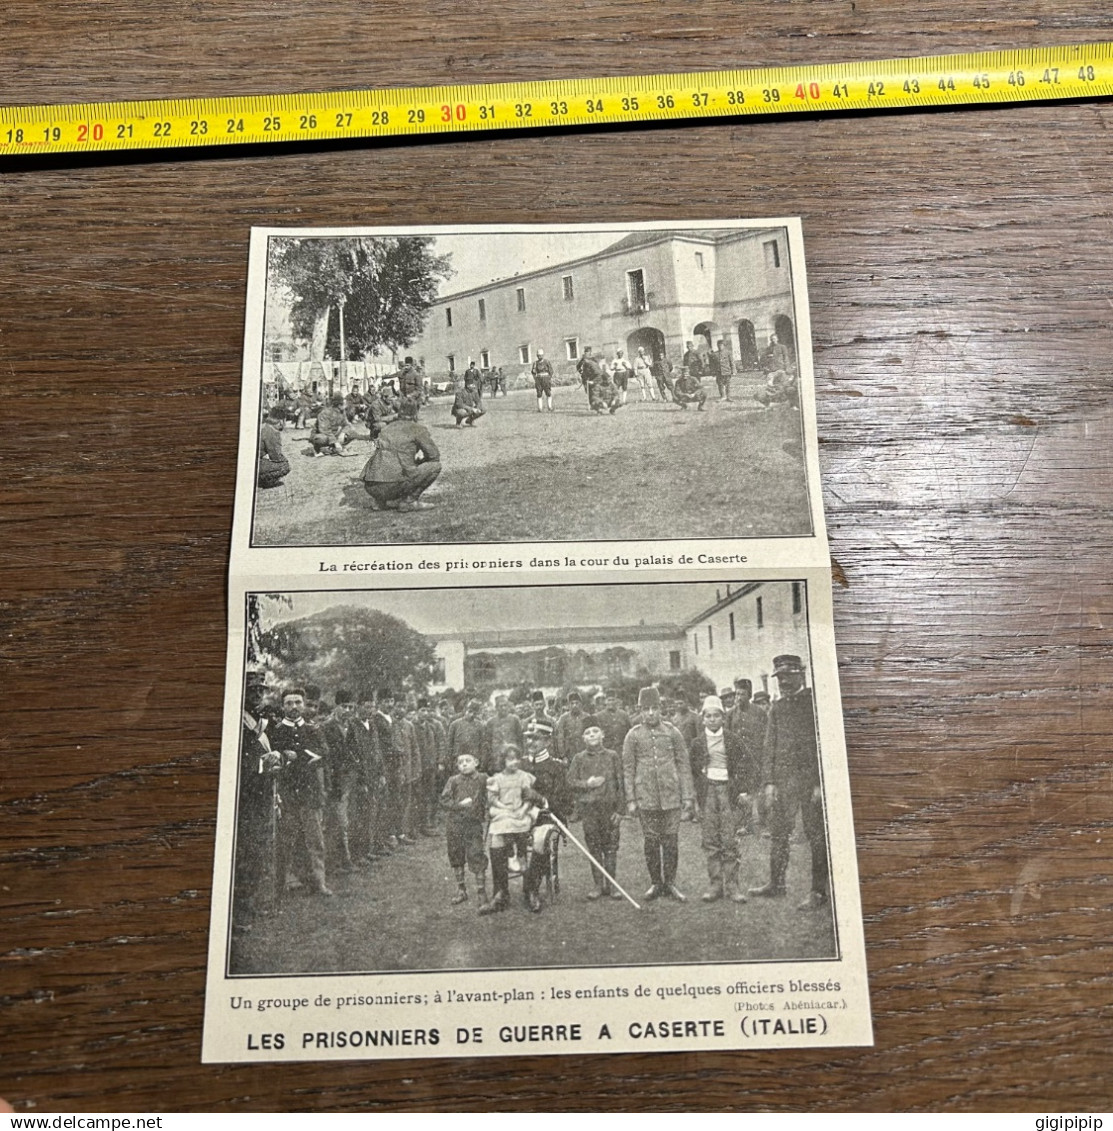 18 19 20 21 22 23 24 25 26 27 28 29 30 31 32 33 34 35 36 37 38 39 40 41 42 43 44 45 46 47 48
La récréation des prisonniers dans la cour du palais de Caserte
Un groupe de prisonniers; à l'avant-plan : les enfants de quelques officiers blessés
(Photos Abéniacar.)
LES PRISONNIERS DE GUERRE A CASERTE (ITALIE)
gigipipip